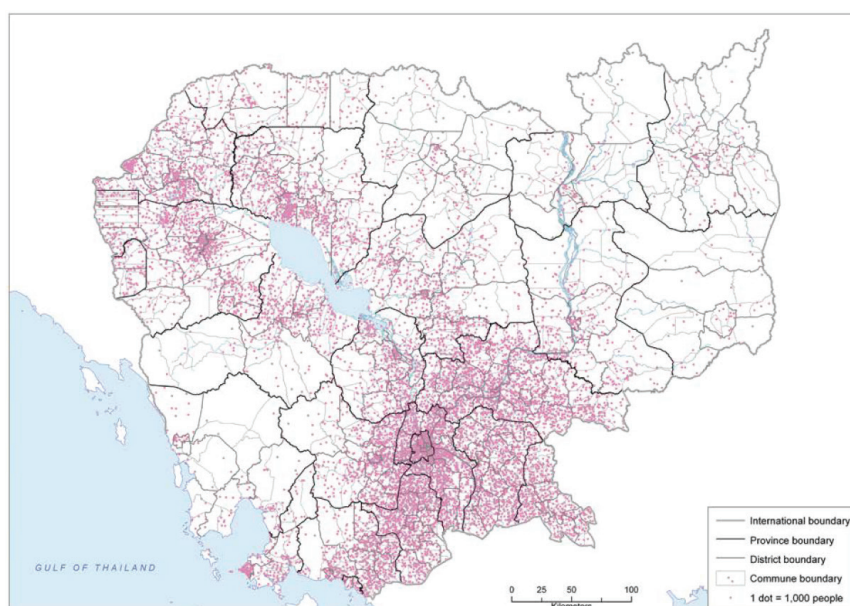 GULF OF THAILAND
International boundary
Province boundary
District boundary
Commune boundary
1 dot = 1,000 people
0 25 50 100
Kilometers